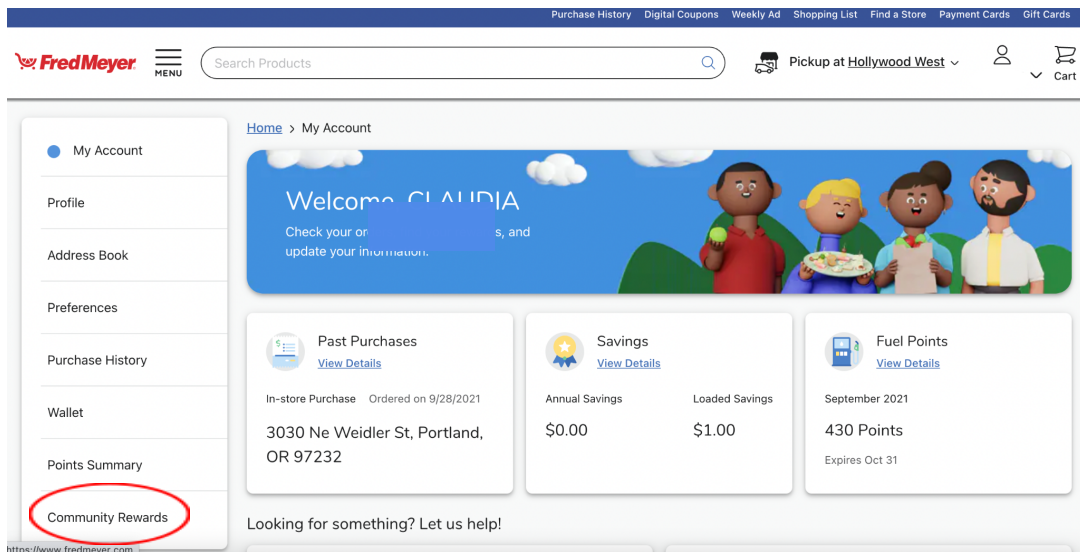 Purchase History Digital Coupons Weekly Ad Shopping List Find a Store Payment Cards Gift Cards
Fred Meyer
MENU
Search Products
Pickup at Hollywood West
Cart
Home > My Account
My Account
Profile
Address Book
Preferences
Purchase History
Wallet
Points Summary
Community Rewards
Welcome, CLAUDIA
Check your
s, and
update your information.
Past Purchases
View Details
In-store Purchase Ordered on 9/28/2021
3030 Ne Weidler St, Portland,
OR 97232
Savings
View Details
Annual Savings Loaded Savings
$0.00 $1.00
Fuel Points
View Details
September 2021
430 Points
Expires Oct 31
Looking for something? Let us help!
https://www.fredmeyer.com